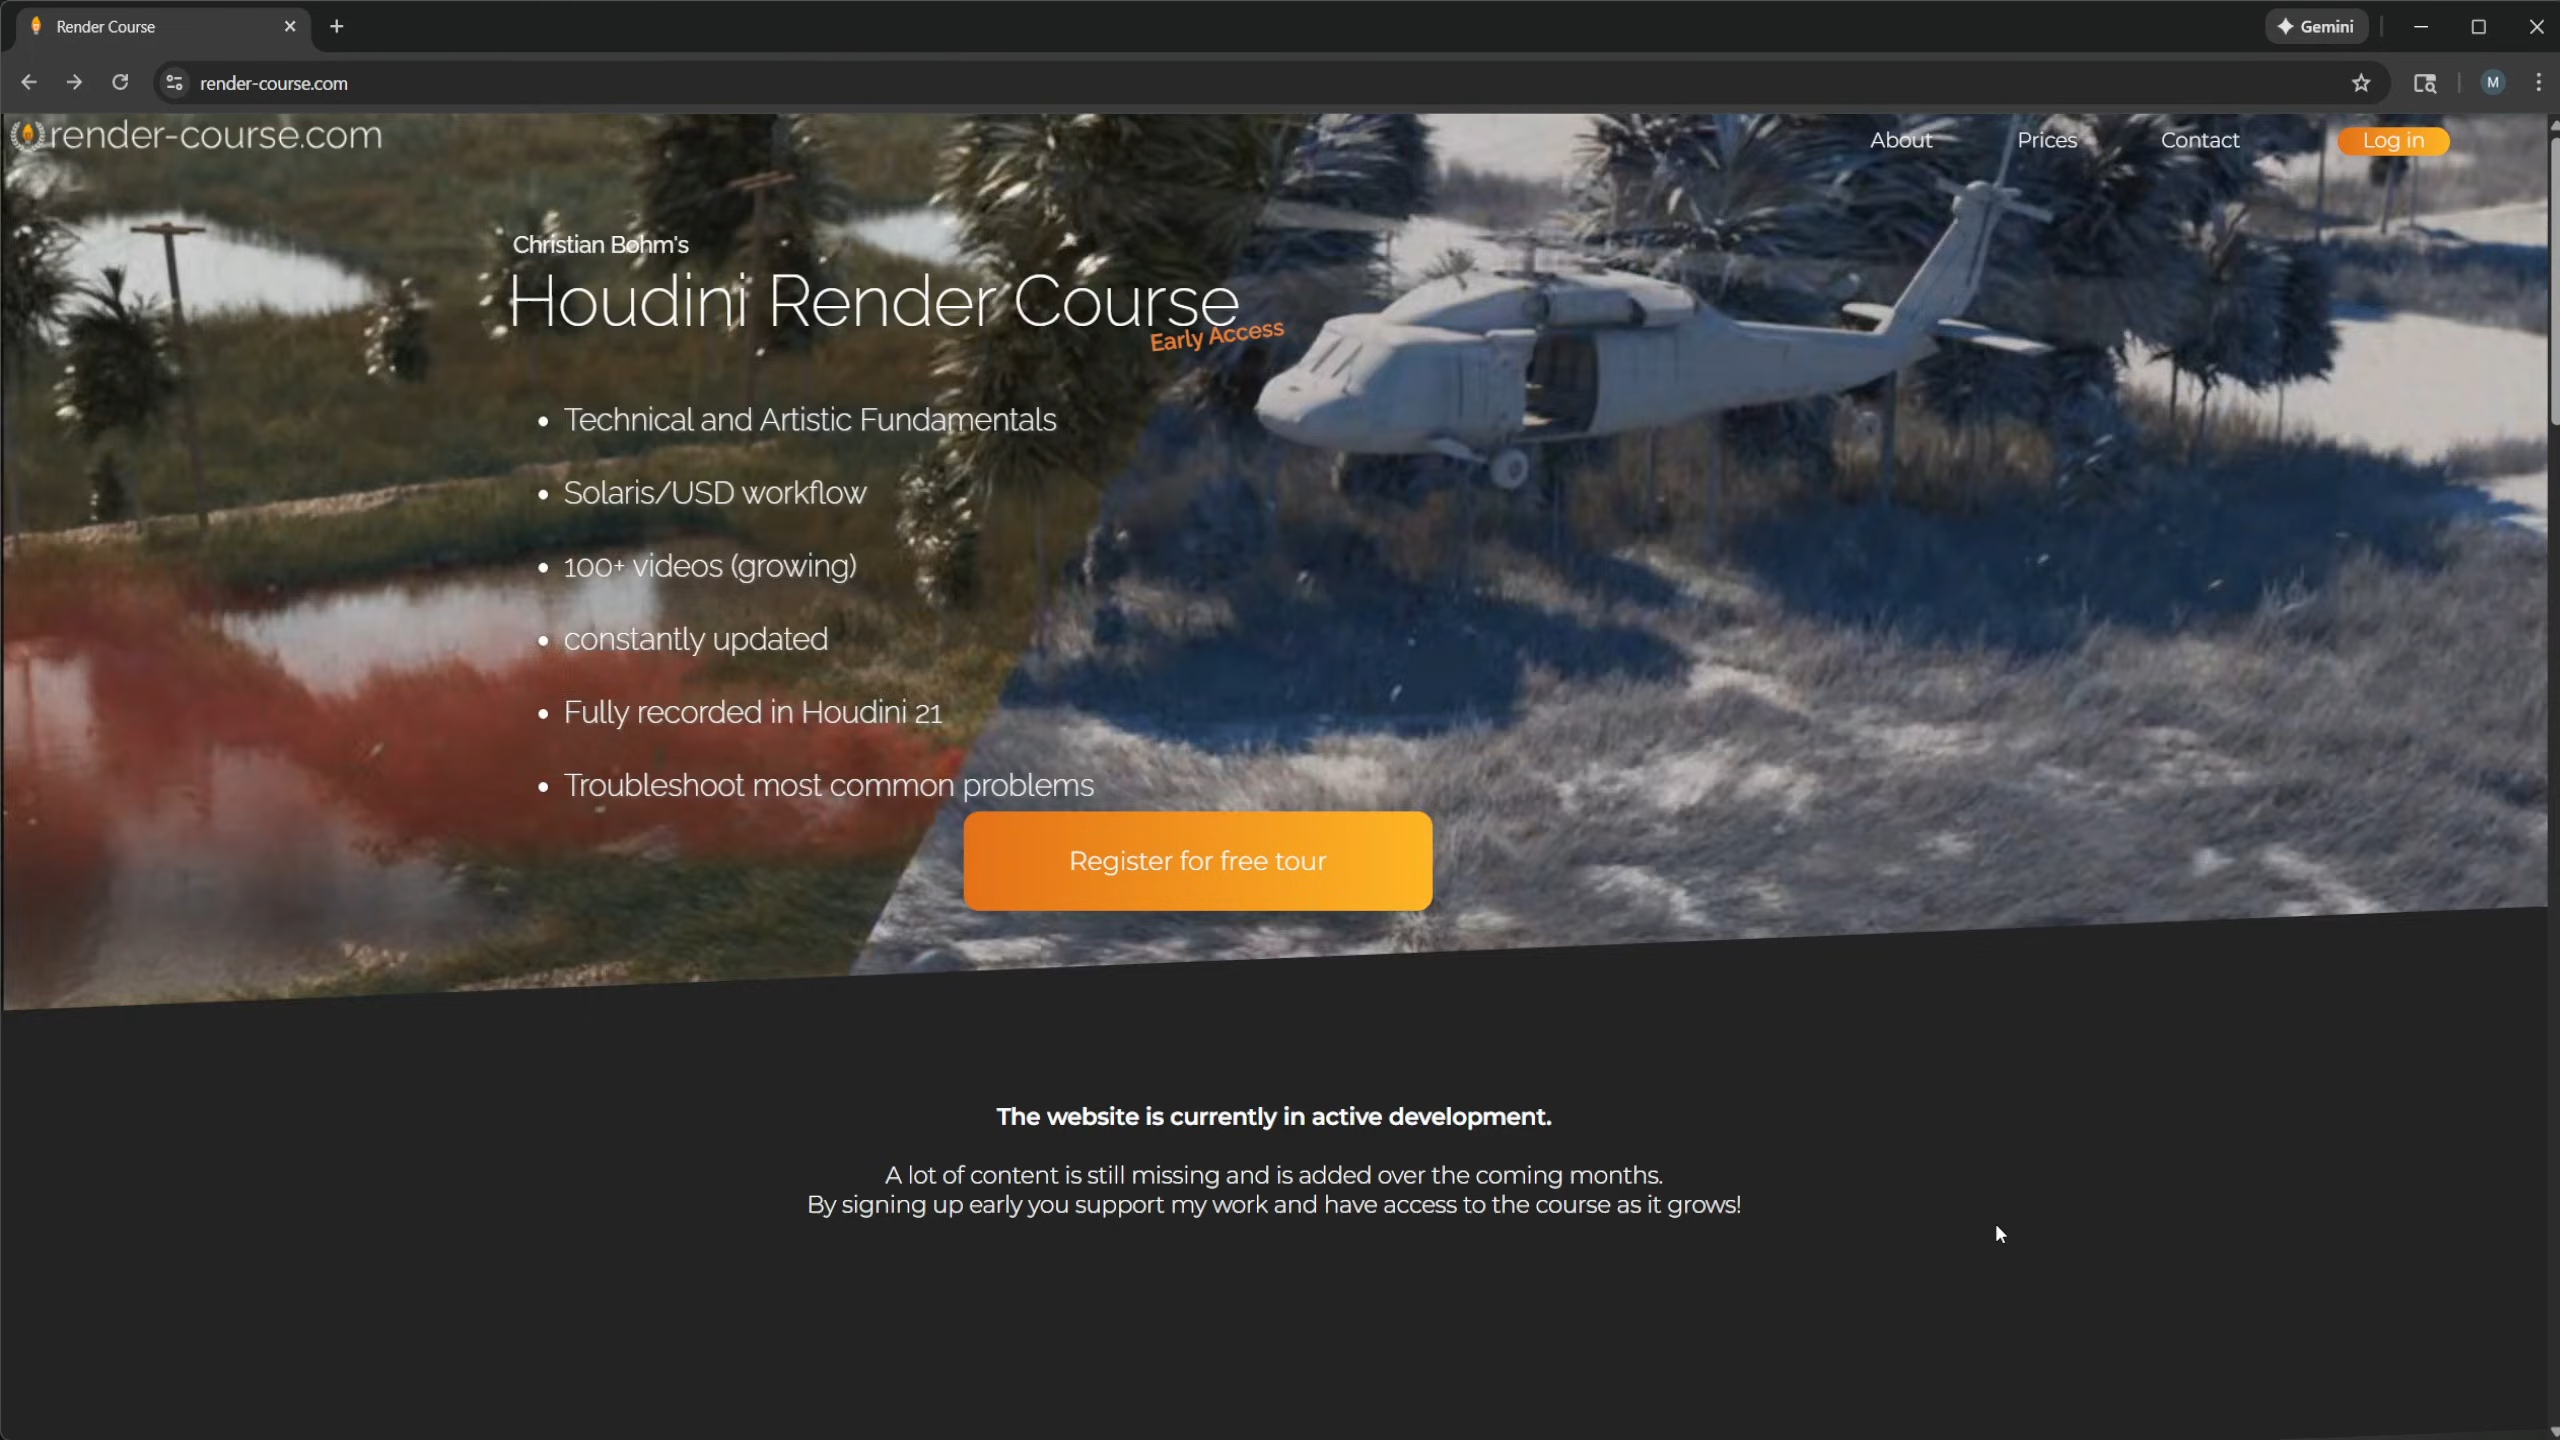 Render Course
Gemini
render-course.com
M
render-course.com
About
Prices
Contact
Log in
Christian Bohm's
Houdini Render Course
Early Access
• Technical and Artistic Fundamentals
• Solaris/USD workflow
• 100+ videos (growing)
• constantly updated
• Fully recorded in Houdini 21
• Troubleshoot most common problems
Register for free tour
The website is currently in active development.
A lot of content is still missing and is added over the coming months.
By signing up early you support my work and have access to the course as it grows!